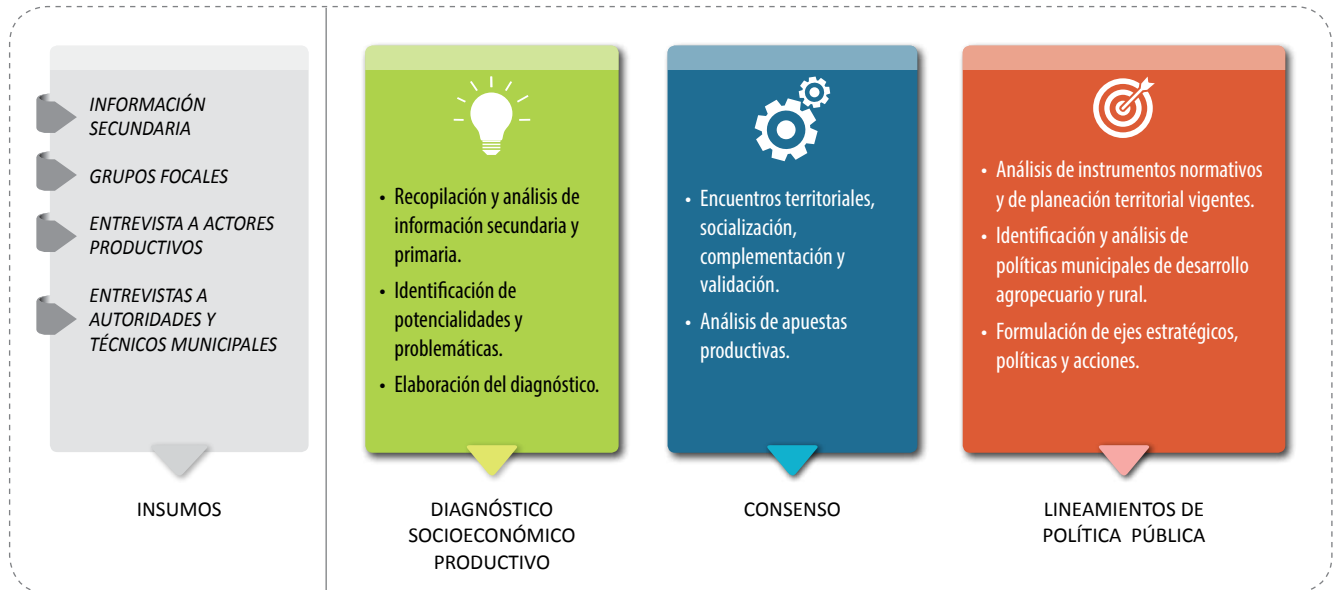 INFORMACIÓN
SECUNDARIA
GRUPOS FOCALES
ENTREVISTA A ACTORES
PRODUCTIVOS
ENTREVISTAS A
AUTORIDADES Y
TÉCNICOS MUNICIPALES
INSUMOS
• Recopilación y análisis de
información secundaria y
primaria.
• Identificación de
potencialidades y
problemáticas.
• Elaboración del diagnóstico.
DIAGNÓSTICO
SOCIOECONÓMICO
PRODUCTIVO
• Encuentros territoriales,
socialización,
complementación y
validación.
• Análisis de apuestas
productivas.
CONSENSO
• Análisis de instrumentos normativos
y de planeación territorial vigentes.
• Identificación y análisis de
políticas municipales de desarrollo
agropecuario y rural.
• Formulación de ejes estratégicos,
políticas y acciones.
LINEAMIENTOS DE
POLÍTICA PÚBLICA